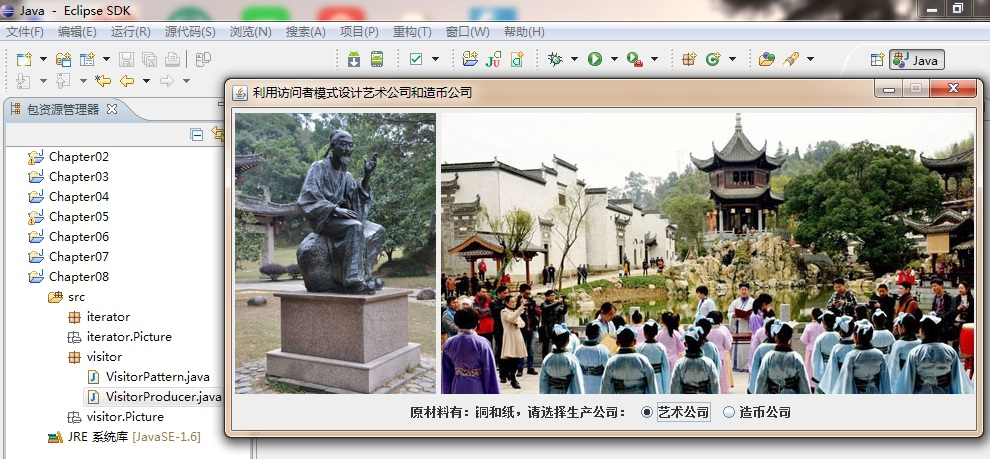 Java - Eclipse SDK
文件(F) 编辑(E) 运行(R) 源代码(S) 浏览(N) 搜索(A) 项目(P) 重构(T) 窗口(W) 帮助(H)
Java
包资源管理器
利用访问者模式设计艺术公司和造币公司
Chapter02
Chapter03
Chapter04
Chapter05
Chapter06
Chapter07
Chapter08
src
iterator
iterator.Picture
visitor
VisitorPattern.java
VisitorProducer.java
visitor.Picture
JRE 系统库 [JavaSE-1.6]
原材料有：铜和纸，请选择生产公司： 艺术公司 造币公司